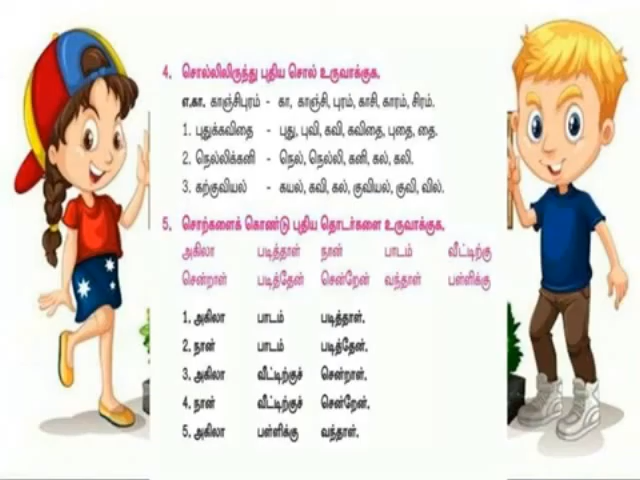 4. சொல்லிலிருந்து புதிய சொல் உருவாக்குக.
எ.கா. காஞ்சிபுரம் - கா, காஞ்சி, புரம், காசி, காரம், சிரம்.
1. புதுக்கவிதை - புது, புவி, கவி, கவிதை, புதை, தை.
2. நெல்லிக்கனி - நெல், நெல்லி, கனி, கல், கலி.
3. கற்குவியல் - கயல், கவி, கல், குவியல், குவி, வில்.
5. சொற்களைக் கொண்டு புதிய தொடர்களை உருவாக்குக.
அகிலா படித்தாள் நான் பாடம் வீட்டிற்கு
சென்றாள் படித்தேன் சென்றேன் வந்தாள் பள்ளிக்கு
1. அகிலா பாடம் படித்தாள்.
2. நான் பாடம் படித்தேன்.
3. அகிலா வீட்டிற்குச் சென்றாள்.
4. நான் வீட்டிற்குச் சென்றேன்.
5. அகிலா பள்ளிக்கு வந்தாள்.